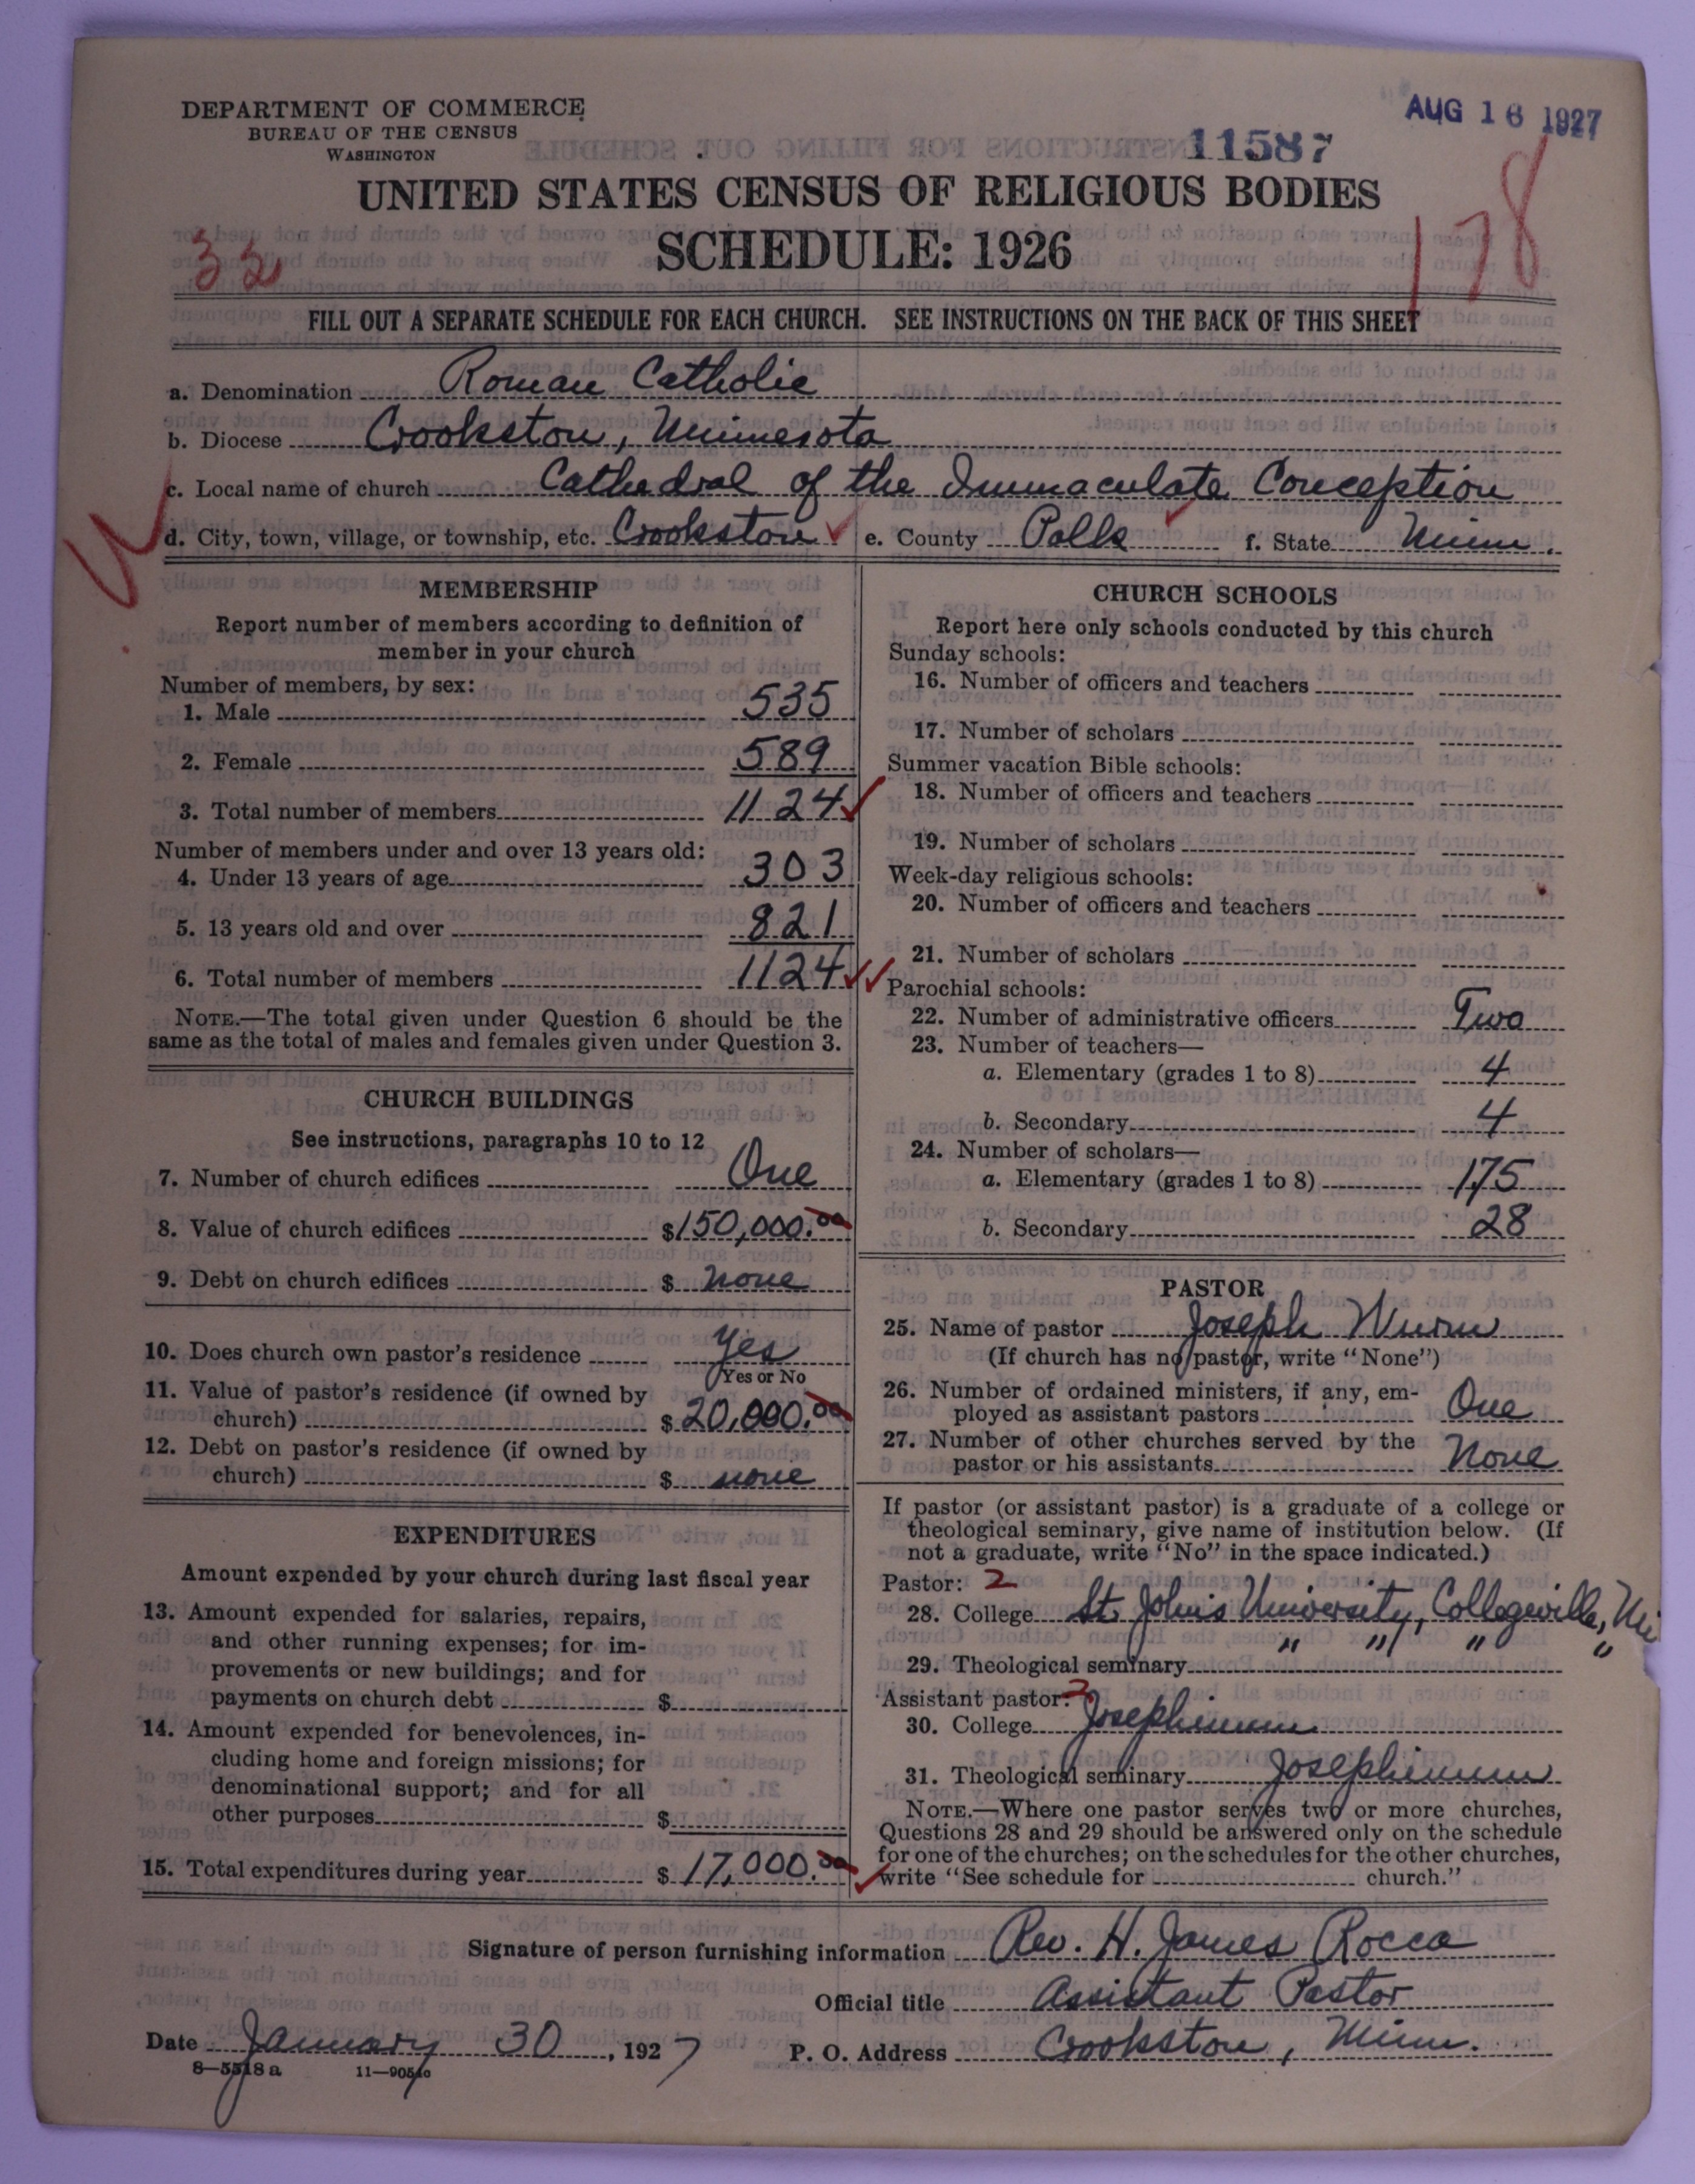 DEPARTMENT OF COMMERCE
BUREAU OF THE CENSUS
WASHINGTON
AUG 16 1927
11587
UNITED STATES CENSUS OF RELIGIOUS BODIES
SCHEDULE: 1926
32
178
FILL OUT A SEPARATE SCHEDULE FOR EACH CHURCH. SEE INSTRUCTIONS ON THE BACK OF THIS SHEET
a. Denomination Roman Catholic
b. Diocese Crookston, Minnesota
c. Local name of church Cathedral of the Immaculate Conception
d. City, town, village, or township, etc. Crookston e. County Polk f. State Minn.
MEMBERSHIP
Report number of members according to definition of
member in your church
Number of members, by sex:
1. Male 535
2. Female 589
3. Total number of members 1124
Number of members under and over 13 years old:
4. Under 13 years of age 303
5. 13 years old and over 821
6. Total number of members 1124
NOTE.—The total given under Question 6 should be the
same as the total of males and females given under Question 3.
CHURCH BUILDINGS
See instructions, paragraphs 10 to 12
7. Number of church edifices One
8. Value of church edifices $150,000.00
9. Debt on church edifices $ none
10. Does church own pastor's residence Yes
Yes or No
11. Value of pastor's residence (if owned by
church) $20,000.00
12. Debt on pastor's residence (if owned by
church) $ none
EXPENDITURES
Amount expended by your church during last fiscal year
13. Amount expended for salaries, repairs,
and other running expenses; for im-
provements or new buildings; and for
payments on church debt $
14. Amount expended for benevolences, in-
cluding home and foreign missions; for
denominational support; and for all
other purposes $
15. Total expenditures during year $ 17,000.00
CHURCH SCHOOLS
Report here only schools conducted by this church
Sunday schools:
16. Number of officers and teachers
17. Number of scholars
Summer vacation Bible schools:
18. Number of officers and teachers
19. Number of scholars
Week-day religious schools:
20. Number of officers and teachers
21. Number of scholars
Parochial schools:
22. Number of administrative officers Two
23. Number of teachers—
a. Elementary (grades 1 to 8) 4
b. Secondary 4
24. Number of scholars—
a. Elementary (grades 1 to 8) 175
b. Secondary 28
PASTOR
25. Name of pastor Joseph Wurm
(If church has no pastor, write "None")
26. Number of ordained ministers, if any, em-
ployed as assistant pastors One
27. Number of other churches served by the
pastor or his assistants None
If pastor (or assistant pastor) is a graduate of a college or
theological seminary, give name of institution below. (If
not a graduate, write "No" in the space indicated.)
Pastor: 2
28. College St. John's University, Collegeville, Mi
29. Theological seminary " " " "
Assistant pastor: 2
30. College Josephinum
31. Theological seminary Josephinum
NOTE.—Where one pastor serves two or more churches,
Questions 28 and 29 should be answered only on the schedule
for one of the churches; on the schedules for the other churches,
write "See schedule for church."
Signature of person furnishing information Rev. H. James Rocca
Official title Assistant Pastor
Date January 30, 1927 P. O. Address Crookston, Minn.
8—5518a 11—9051c